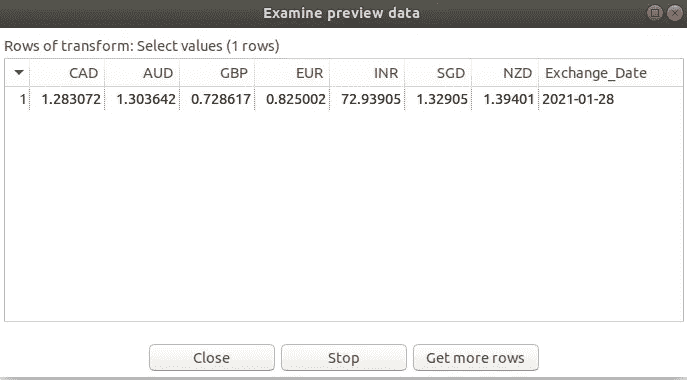 Examine preview data
Rows of transform: Select values (1 rows)
CAD AUD GBP EUR INR SGD NZD Exchange_Date
1 1.283072 1.303642 0.728617 0.825002 72.93905 1.32905 1.39401 2021-01-28
Close Stop Get more rows